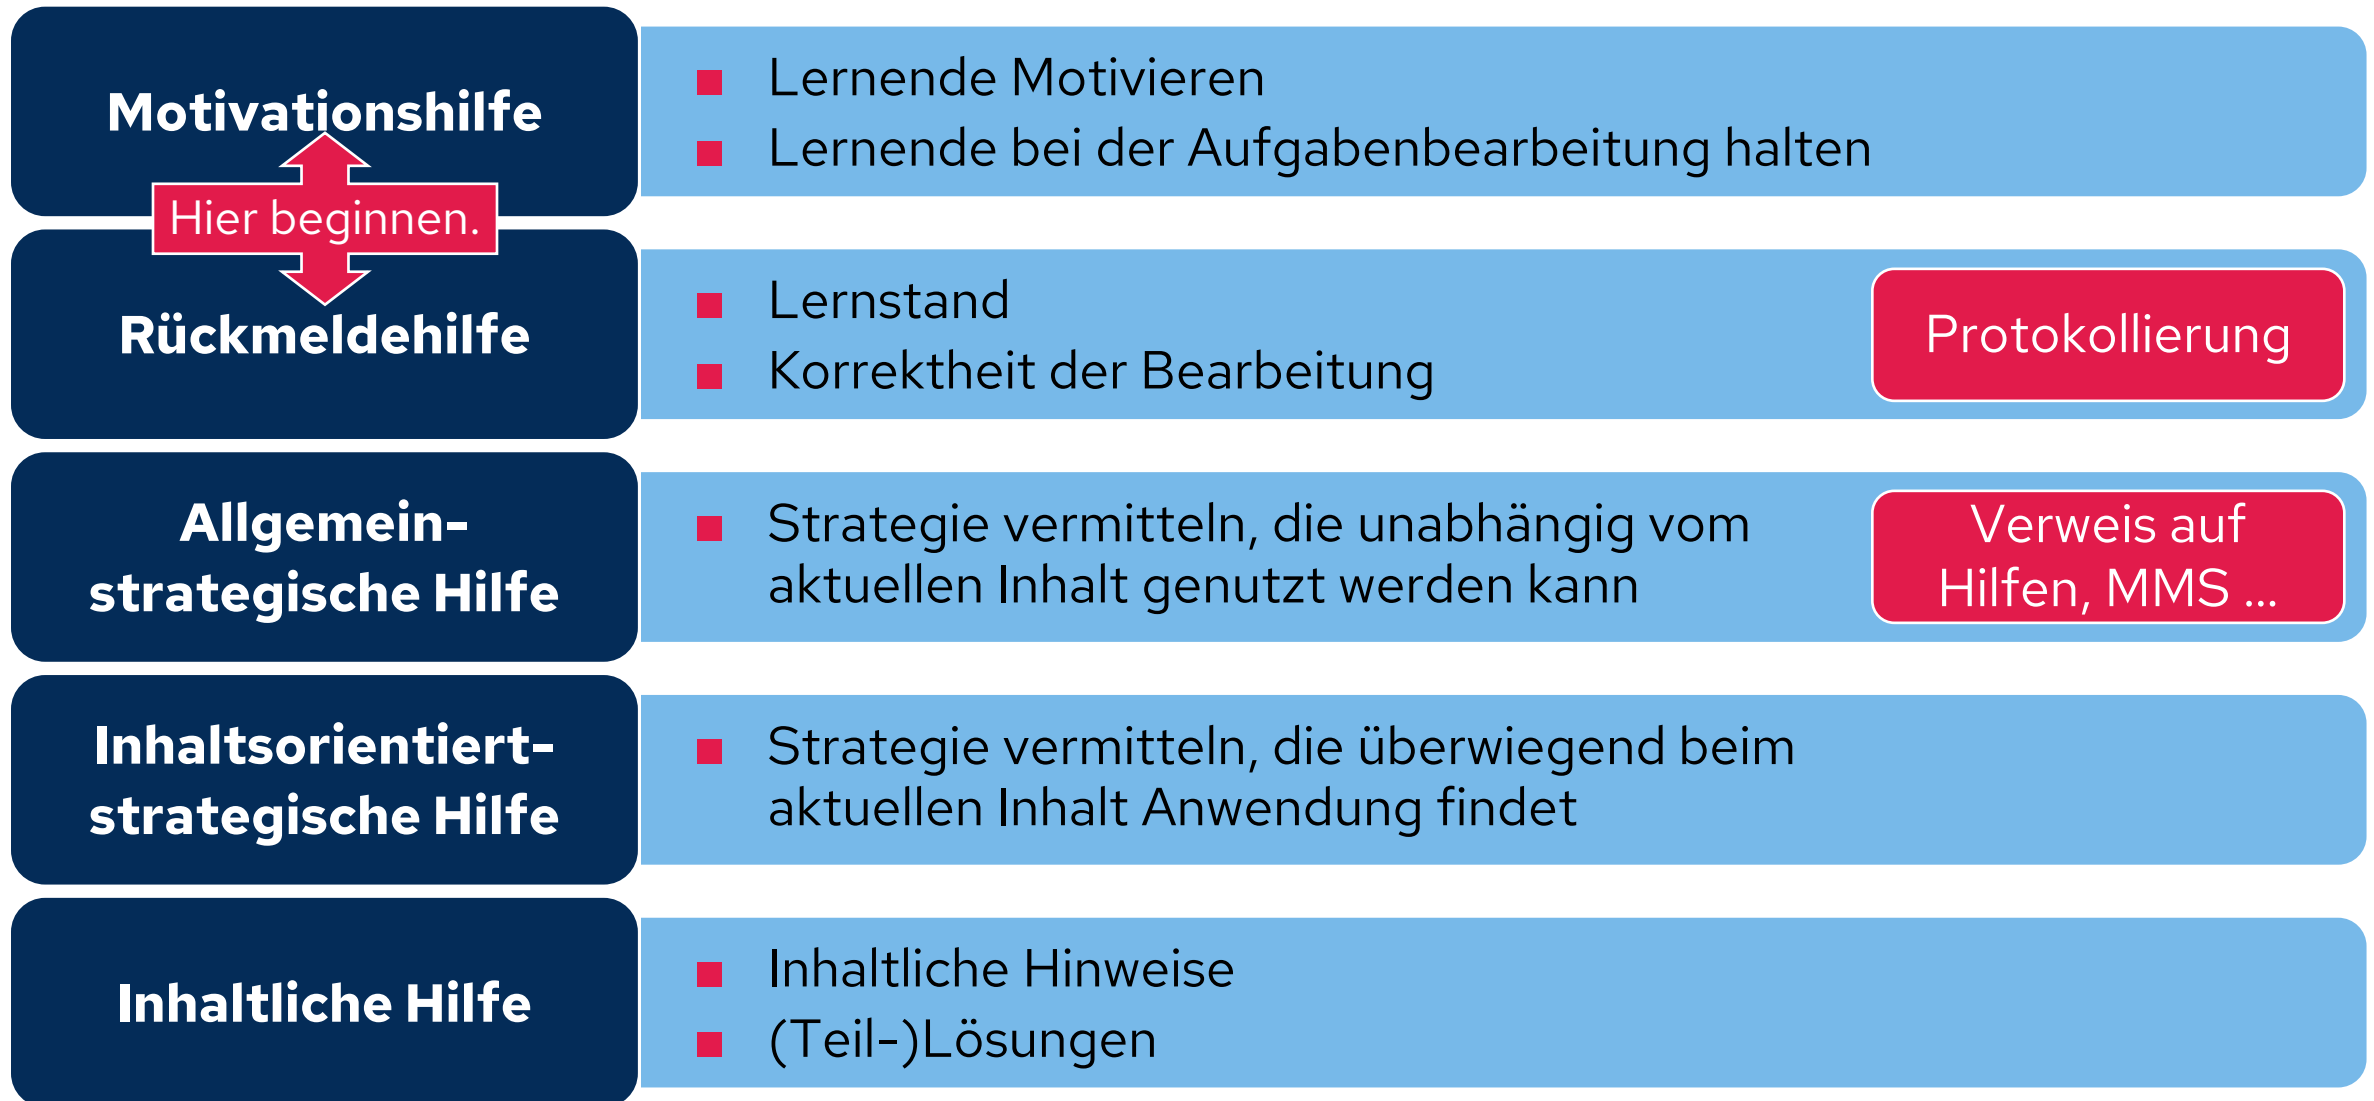 Motivationshilfe
Lernende Motivieren
Lernende bei der Aufgabenbearbeitung halten
Hier beginnen.
Rückmeldehilfe
Lernstand
Korrektheit der Bearbeitung
Protokollierung
Allgemein-
strategische Hilfe
Strategie vermitteln, die unabhängig vom
aktuellen Inhalt genutzt werden kann
Verweis auf
Hilfen, MMS ...
Inhaltsorientiert-
strategische Hilfe
Strategie vermitteln, die überwiegend beim
aktuellen Inhalt Anwendung findet
Inhaltliche Hilfe
Inhaltliche Hinweise
(Teil-)Lösungen